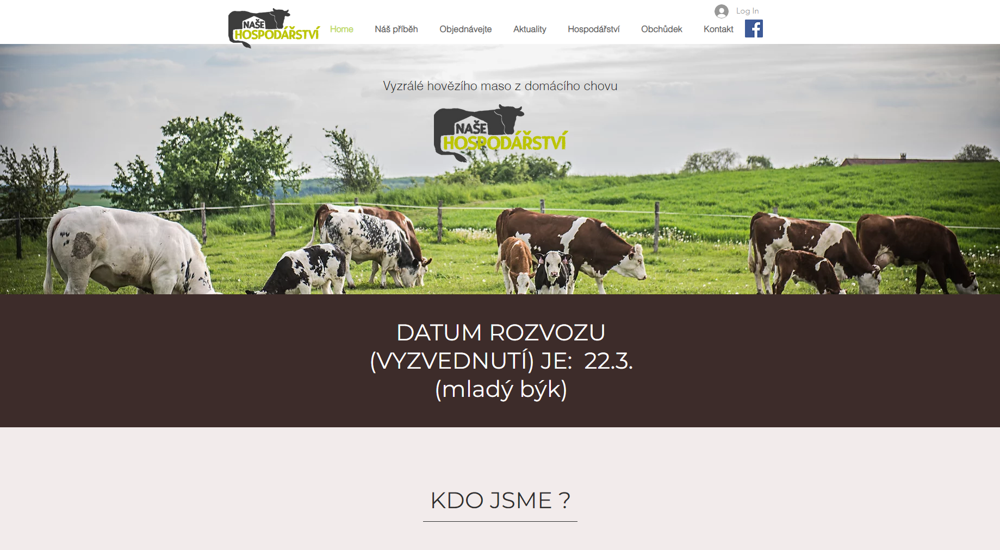 Log In
NAŠE
HOSPODÁŘSTVÍ
Home Náš příběh Objednávejte Aktuality Hospodářství Obchůdek Kontakt
Vyzrálé hovězího maso z domácího chovu
NAŠE
HOSPODÁŘSTVÍ
DATUM ROZVOZU
(VYZVEDNUTÍ) JE: 22.3.
(mladý býk)
KDO JSME ?